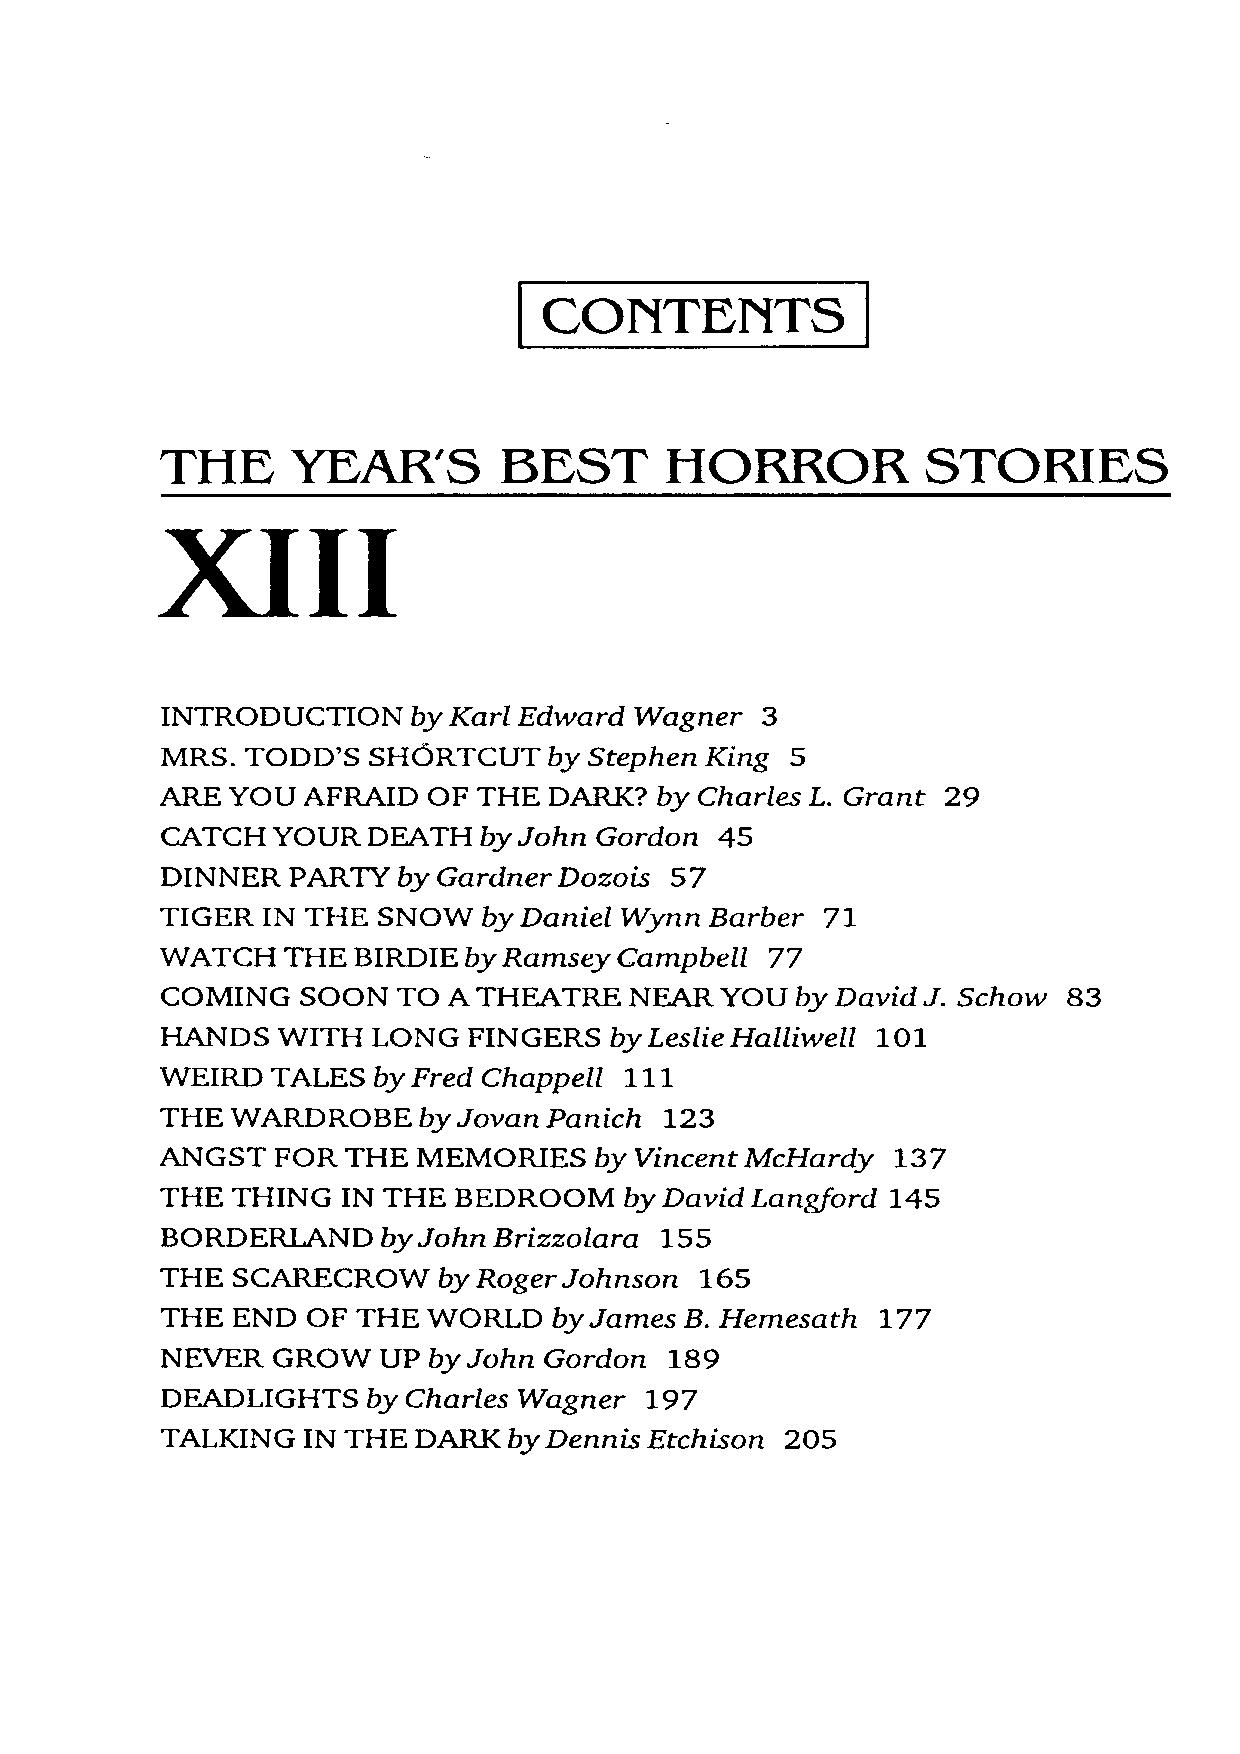 CONTENTS
THE YEAR'S BEST HORROR STORIES
XIII
INTRODUCTION by Karl Edward Wagner 3
MRS. TODD'S SHORTCUT by Stephen King 5
ARE YOU AFRAID OF THE DARK? by Charles L. Grant 29
CATCH YOUR DEATH by John Gordon 45
DINNER PARTY by Gardner Dozois 57
TIGER IN THE SNOW by Daniel Wynn Barber 71
WATCH THE BIRDIE by Ramsey Campbell 77
COMING SOON TO A THEATRE NEAR YOU by David J. Schow 83
HANDS WITH LONG FINGERS by Leslie Halliwell 101
WEIRD TALES by Fred Chappell 111
THE WARDROBE by Jovan Panich 123
ANGST FOR THE MEMORIES by Vincent McHardy 137
THE THING IN THE BEDROOM by David Langford 145
BORDERLAND by John Brizzolara 155
THE SCARECROW by Roger Johnson 165
THE END OF THE WORLD by James B. Hemesath 177
NEVER GROW UP by John Gordon 189
DEADLIGHTS by Charles Wagner 197
TALKING IN THE DARK by Dennis Etchison 205